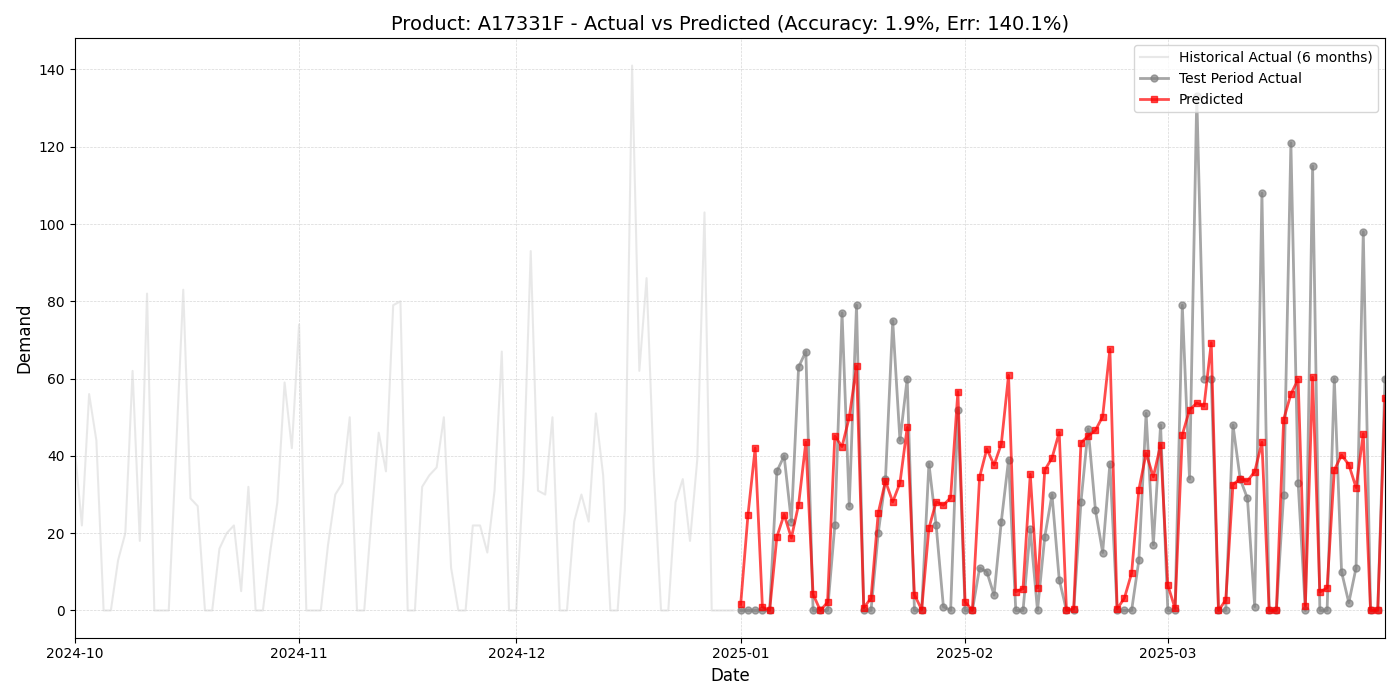 Product: A17331F - Actual vs Predicted (Accuracy: 1.9%, Err: 140.1%)
Historical Actual (6 months)
Test Period Actual
Predicted
Demand
140
120
100
80
60
40
20
0
2024-10
2024-11
2024-12
2025-01
2025-02
2025-03
Date